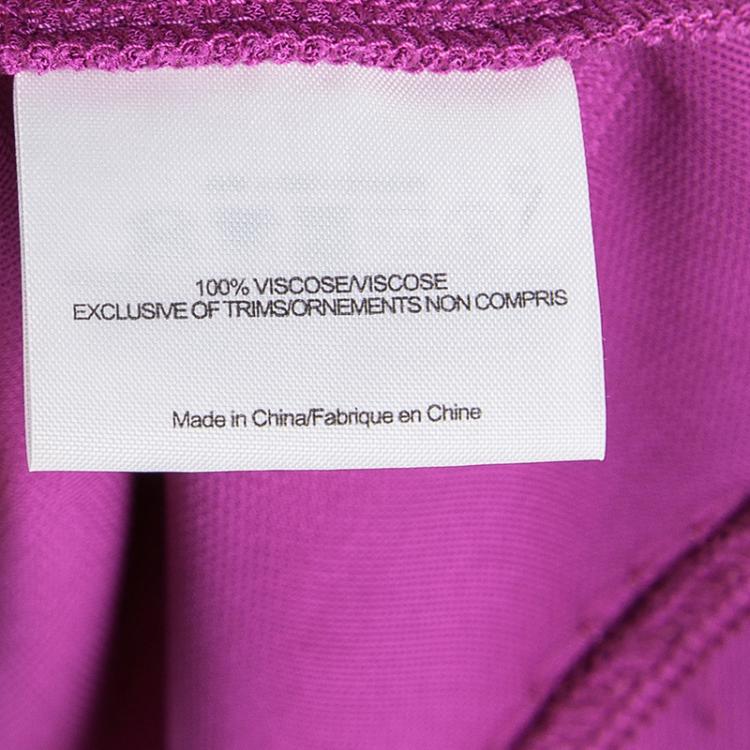 100% VISCOSE/VISCOSE
EXCLUSIVE OF TRIMS/ORNEMENTS NON COMPRIS
Made in China/Fabrique en Chine